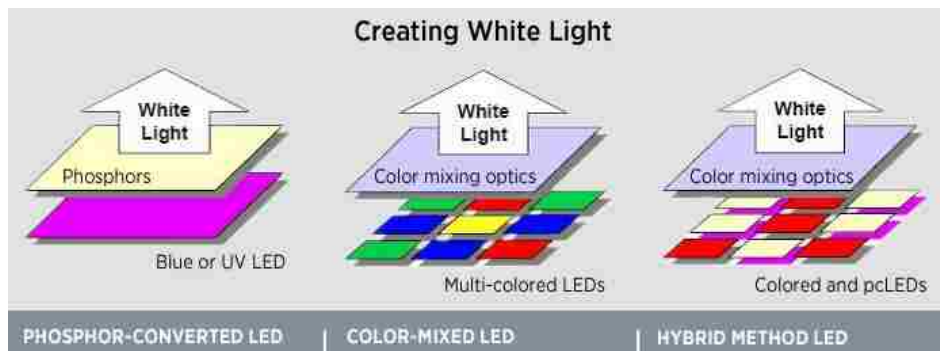 Creating White Light
White
Light
Phosphors
Blue or UV LED
White
Light
Color mixing optics
Multi-colored LEDs
White
Light
Color mixing optics
Colored and pcLEDs
PHOSPHOR-CONVERTED LED
COLOR-MIXED LED
HYBRID METHOD LED